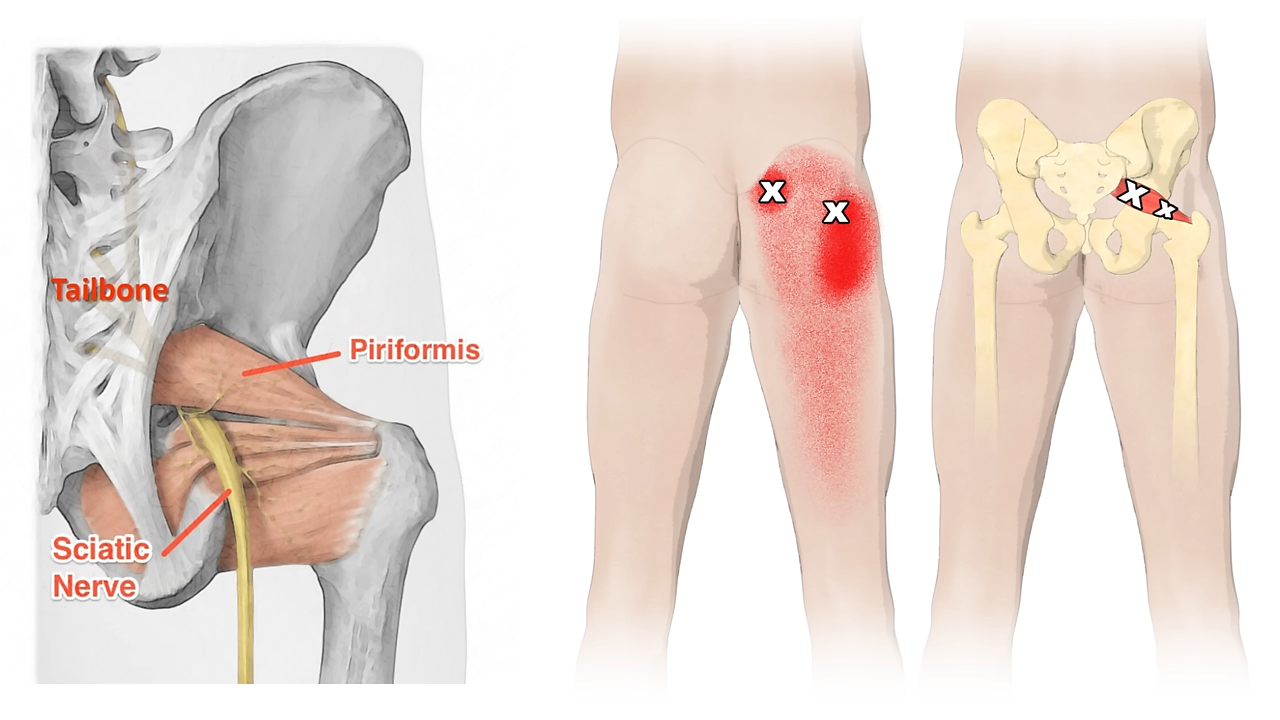 Tailbone
Piriformis
Sciatic
Nerve
X
X
X
X